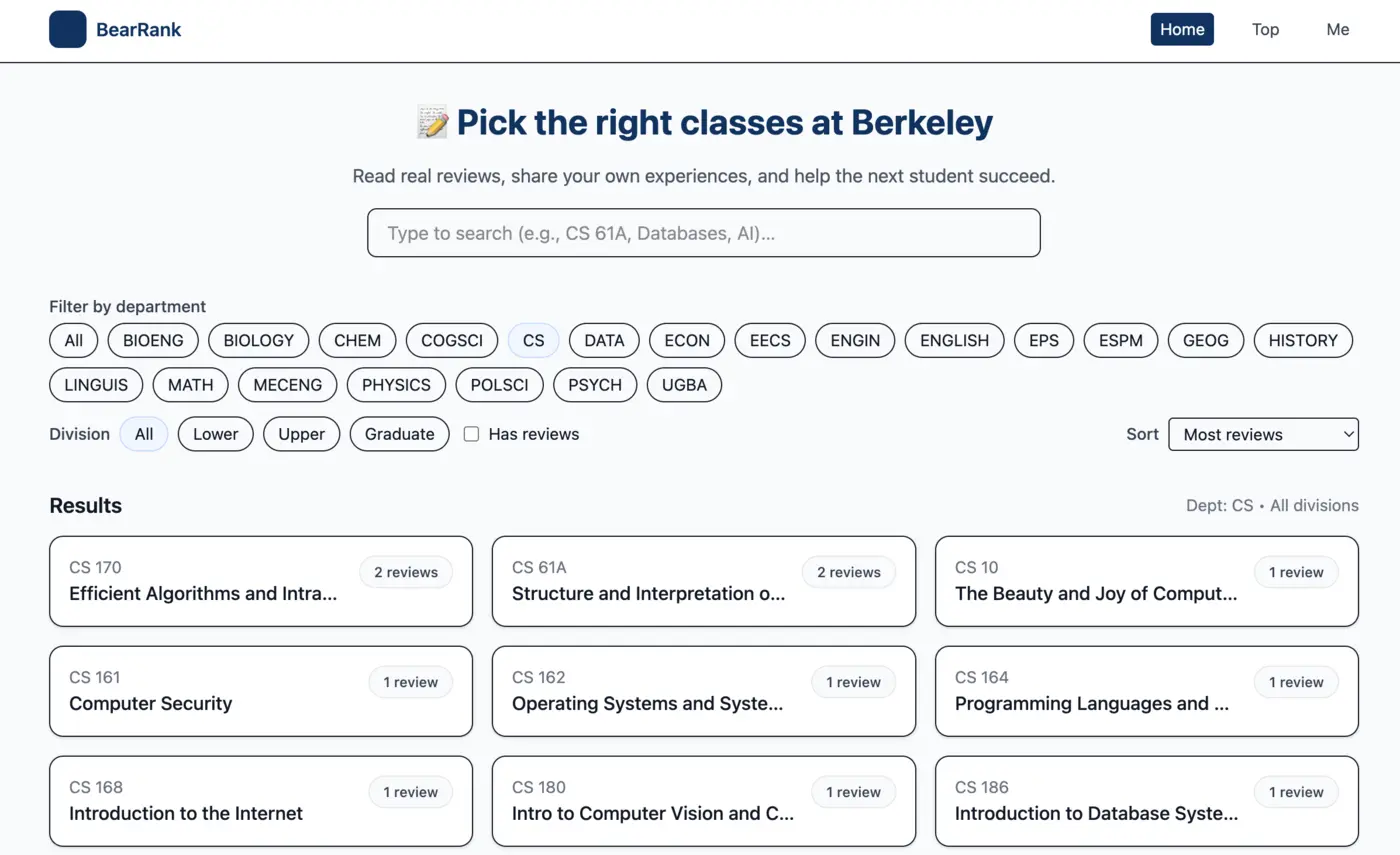 BearRank
Home Top Me
Pick the right classes at Berkeley
Read real reviews, share your own experiences, and help the next student succeed.
Type to search (e.g., CS 61A, Databases, AI)...
Filter by department
All BIOENG BIOLOGY CHEM COGSCI CS DATA ECON EECS ENGIN ENGLISH EPS ESPM GEOG HISTORY
LINGUIS MATH MECENG PHYSICS POLSCI PSYCH UGBA
Division All Lower Upper Graduate Has reviews Sort Most reviews
Results Dept: CS • All divisions
CS 170 2 reviews
Efficient Algorithms and Intra...
CS 61A 2 reviews
Structure and Interpretation o...
CS 10 1 review
The Beauty and Joy of Comput...
CS 161 1 review
Computer Security
CS 162 1 review
Operating Systems and Syste...
CS 164 1 review
Programming Languages and ...
CS 168 1 review
Introduction to the Internet
CS 180 1 review
Intro to Computer Vision and C...
CS 186 1 review
Introduction to Database Syste...